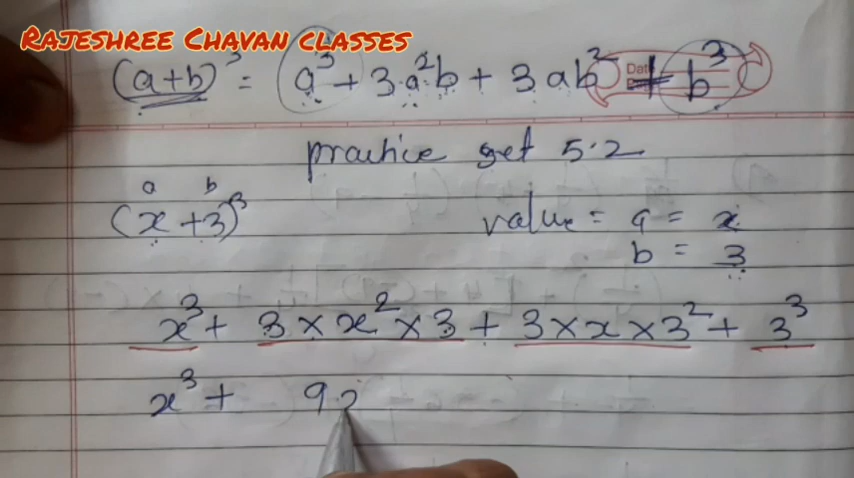 Rajeshree Chavan classes
(a+b)³ = a³ + 3a²b + 3ab² + b³
practice set 5.2
a b
(x+3)³ value = a = x
b = 3
x³ + 3×x²×3 + 3×x×3² + 3³
x³ + 9